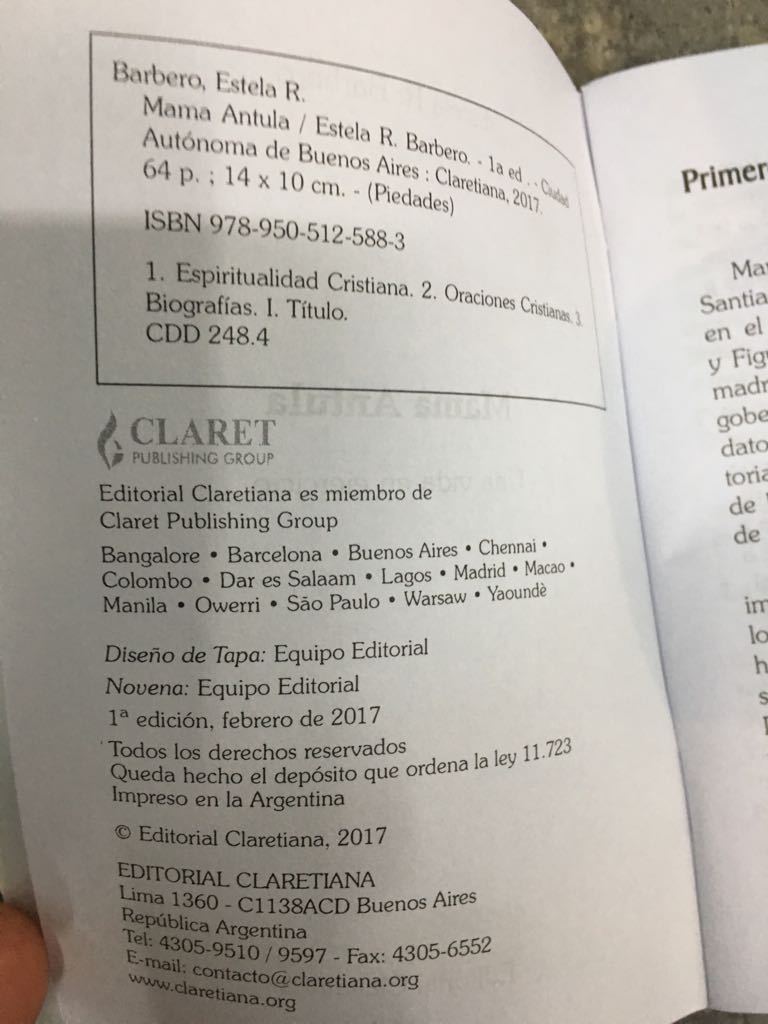 Barbero, Estela R.
Mama Antula / Estela R. Barbero. - 1a ed . - Ciudad
Autónoma de Buenos Aires : Claretiana, 2017.
64 p. ; 14 x 10 cm. - (Piedades)
ISBN 978-950-512-588-3
1. Espiritualidad Cristiana. 2. Oraciones Cristianas. 3.
Biografías. I. Título.
CDD 248.4
CLARET
PUBLISHING GROUP
Editorial Claretiana es miembro de
Claret Publishing Group
Bangalore • Barcelona • Buenos Aires • Chennai •
Colombo • Dar es Salaam • Lagos • Madrid • Macao •
Manila • Owerri • São Paulo • Warsaw • Yaoundè
Diseño de Tapa: Equipo Editorial
Novena: Equipo Editorial
1ª edición, febrero de 2017
Todos los derechos reservados
Queda hecho el depósito que ordena la ley 11.723
Impreso en la Argentina
© Editorial Claretiana, 2017
EDITORIAL CLARETIANA
Lima 1360 - C1138ACD Buenos Aires
República Argentina
Tel: 4305-9510 / 9597 - Fax: 4305-6552
E-mail: contacto@claretiana.org
www.claretiana.org
Primer
Mar
Santia
en el
y Fig
madr
gobe
dato
toria
de
de
im
lo
h
s